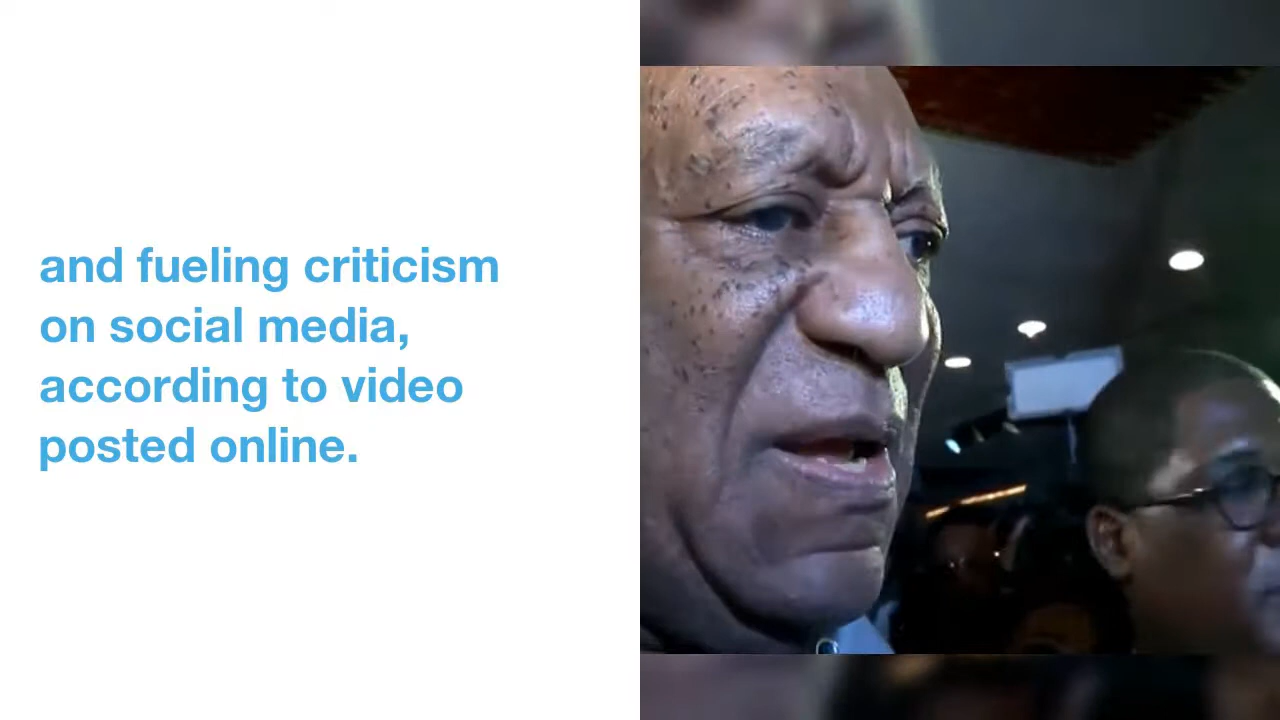 and fueling criticism
on social media,
according to video
posted online.